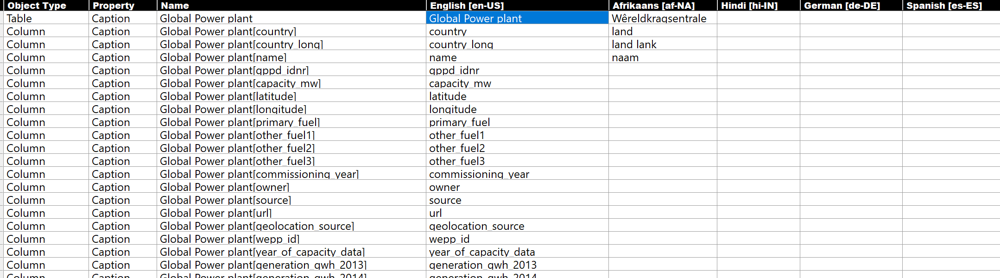 Object Type Property Name English [en-US] Afrikaans [af-NA] Hindi [hi-IN] German [de-DE] Spanish [es-ES]
Table Caption Global Power plant Global Power plant Wêreldkragsentrale
Column Caption Global Power plant[country] country land
Column Caption Global Power plant[country_long] country_long land lank
Column Caption Global Power plant[name] name naam
Column Caption Global Power plant[gppd_idnr] gppd_idnr
Column Caption Global Power plant[capacity_mw] capacity_mw
Column Caption Global Power plant[latitude] latitude
Column Caption Global Power plant[longitude] longitude
Column Caption Global Power plant[primary_fuel] primary_fuel
Column Caption Global Power plant[other_fuel1] other_fuel1
Column Caption Global Power plant[other_fuel2] other_fuel2
Column Caption Global Power plant[other_fuel3] other_fuel3
Column Caption Global Power plant[commissioning_year] commissioning_year
Column Caption Global Power plant[owner] owner
Column Caption Global Power plant[source] source
Column Caption Global Power plant[url] url
Column Caption Global Power plant[geolocation_source] geolocation_source
Column Caption Global Power plant[wepp_id] wepp_id
Column Caption Global Power plant[year_of_capacity_data] year_of_capacity_data
Column Caption Global Power plant[generation_gwh_2013] generation_gwh_2013
Column Caption Global Power plant[generation_gwh_2014] generation_gwh_2014